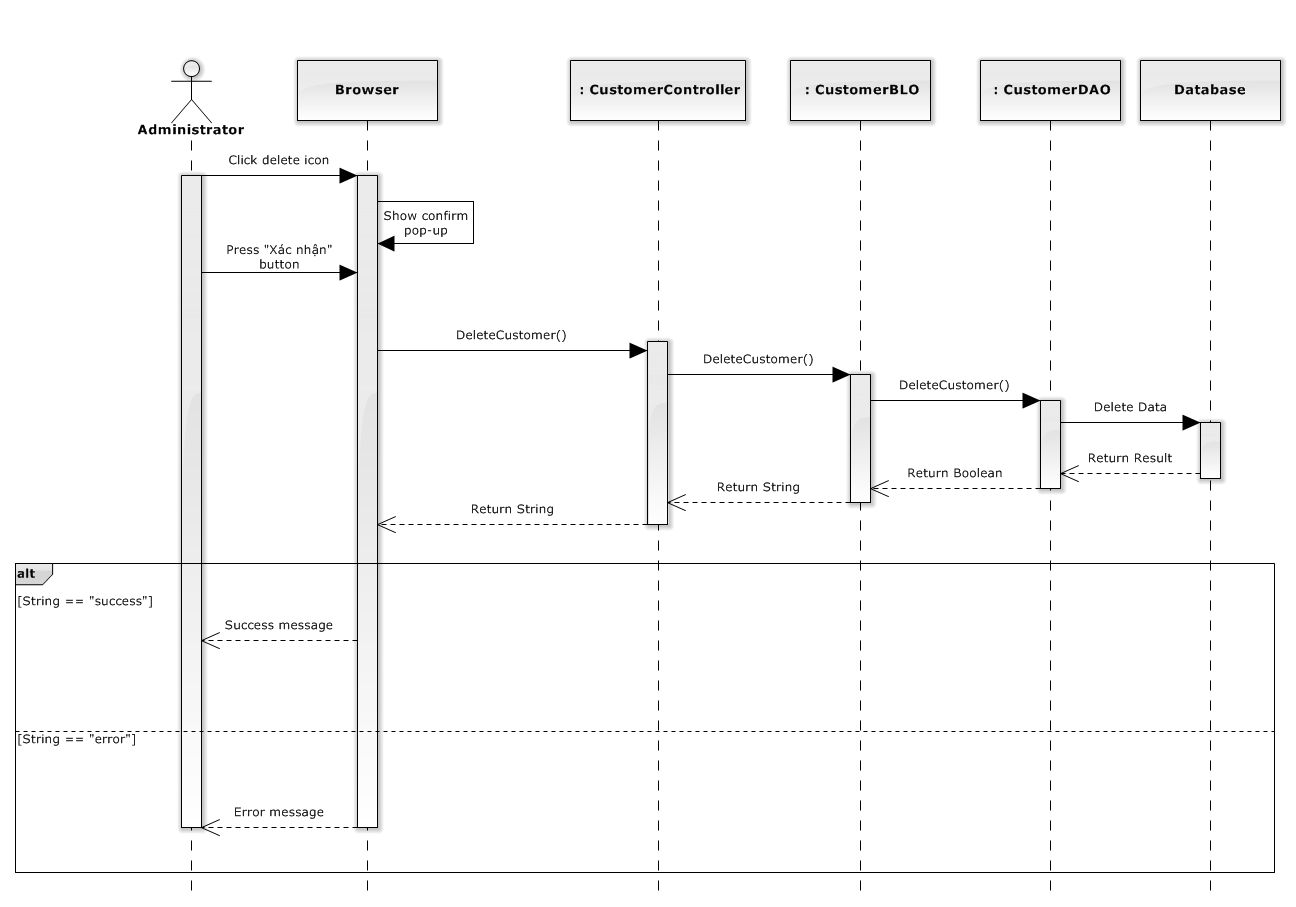 Browser
: CustomerController
: CustomerBLO
: CustomerDAO
Database
Administrator
Click delete icon
Show confirm
pop-up
Press "Xác nhận"
button
DeleteCustomer()
DeleteCustomer()
DeleteCustomer()
Delete Data
Return Result
Return Boolean
Return String
Return String
alt
[String == "success"]
Success message
[String == "error"]
Error message